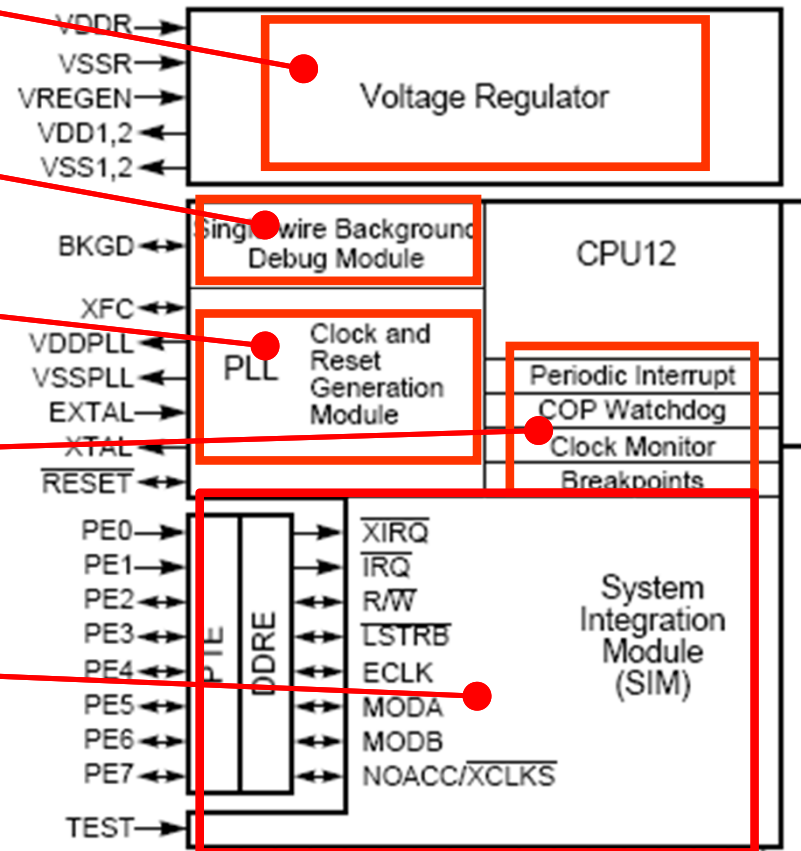 VDDR
VSSR
VREGEN
VDD1,2
VSS1,2
Voltage Regulator
BKGD
Single-wire Background
Debug Module
CPU12
XFC
VDDPLL
VSSPLL
EXTAL
XTAL
RESET
PLL
Clock and
Reset
Generation
Module
Periodic Interrupt
COP Watchdog
Clock Monitor
Breakpoints
PE0
PE1
PE2
PE3
PE4
PE5
PE6
PE7
TEST
PTE
DDRE
XIRQ
IRQ
R/W
LSTRB
ECLK
MODA
MODB
NOACC/XCLKS
System
Integration
Module
(SIM)